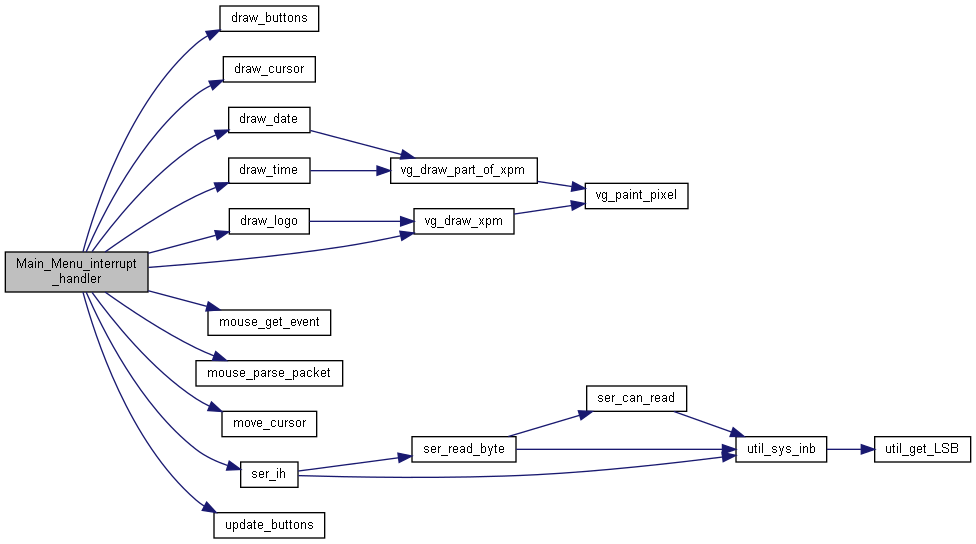 draw_buttons
draw_cursor
draw_date
draw_time
vg_draw_part_of_xpm
vg_paint_pixel
draw_logo
vg_draw_xpm
Main_Menu_interrupt
_handler
mouse_get_event
mouse_parse_packet
move_cursor
ser_can_read
ser_read_byte
util_sys_inb
util_get_LSB
ser_ih
update_buttons